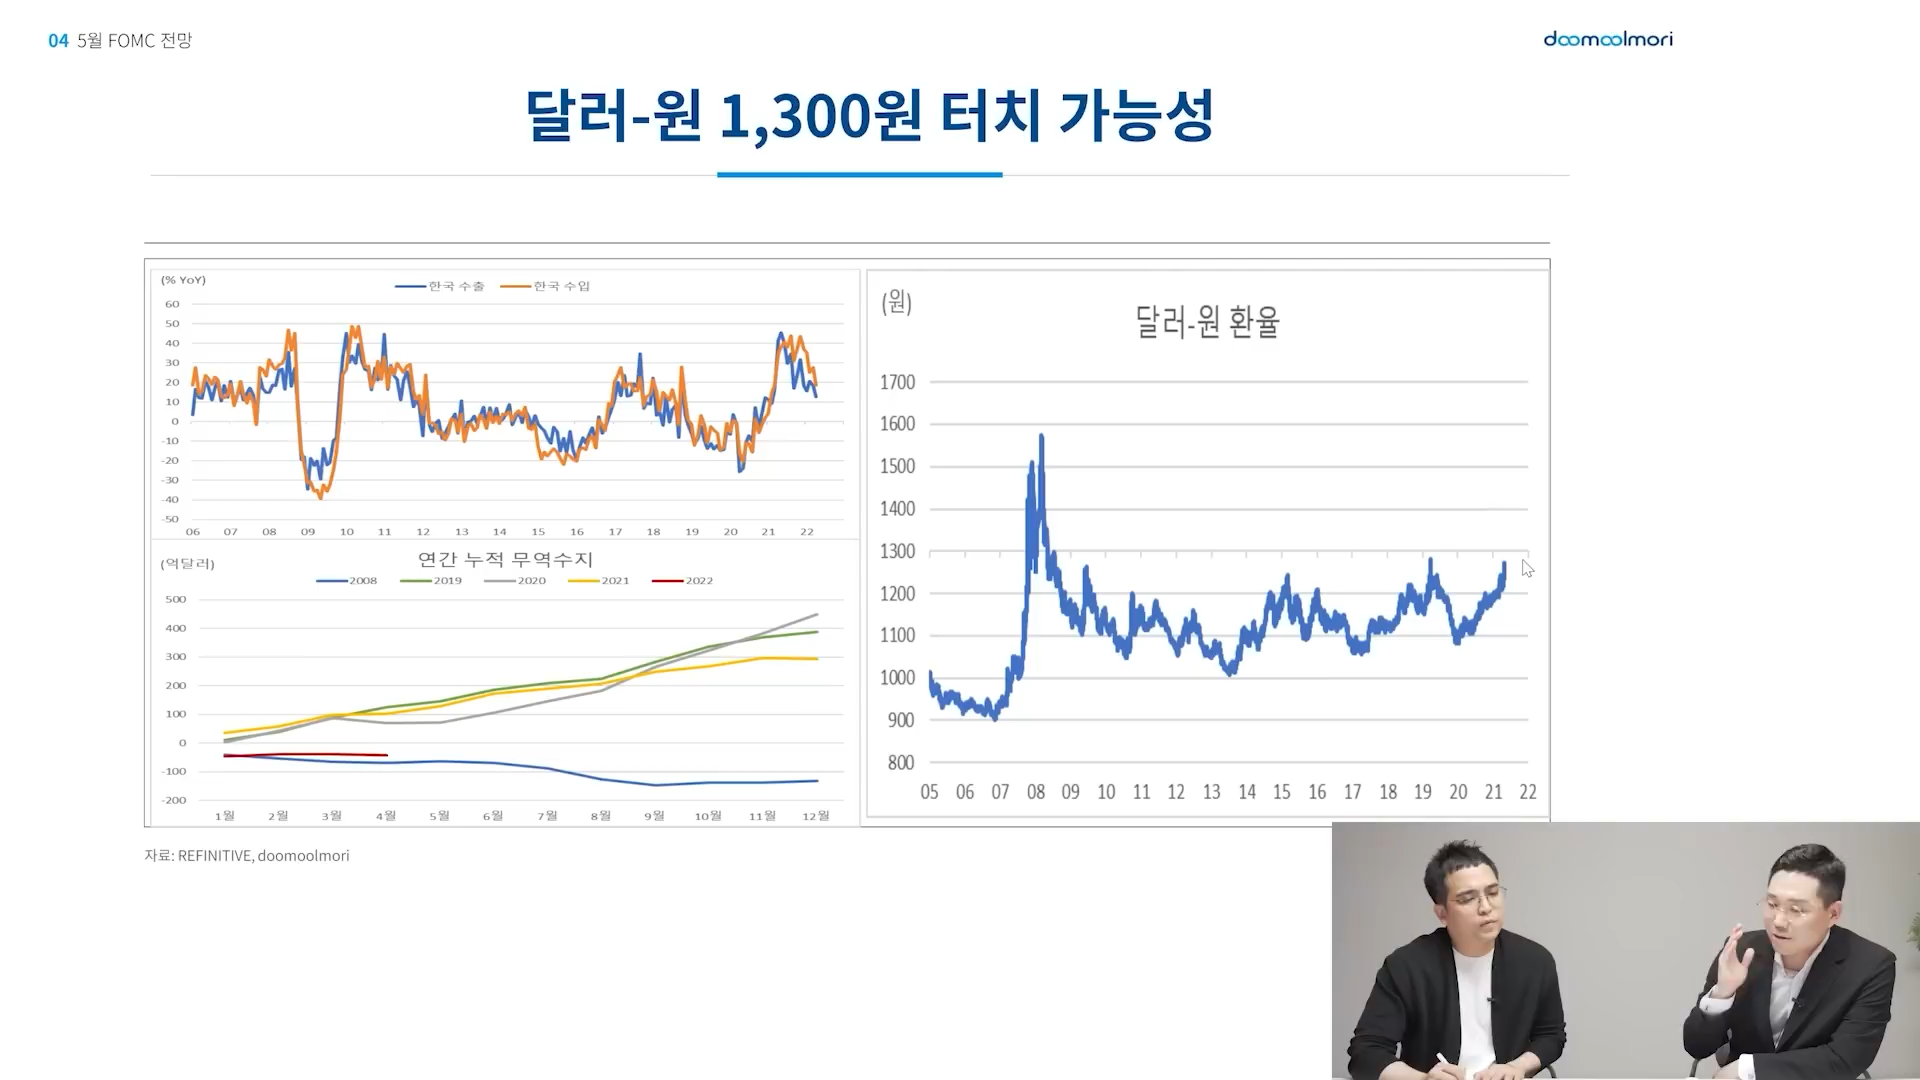 04 5월 FOMC 전망
doomoolmori
달러-원 1,300원 터치 가능성
(% YoY)
한국 수출 한국 수입
60
50
40
30
20
10
0
-10
-20
-30
-40
-50
06 07 08 09 10 11 12 13 14 15 16 17 18 19 20 21 22
연간 누적 무역수지
(억달러)
2008 2019 2020 2021 2022
500
400
300
200
100
0
-100
-200
1월 2월 3월 4월 5월 6월 7월 8월 9월 10월 11월 12월
(원)
달러-원 환율
1700
1600
1500
1400
1300
1200
1100
1000
900
800
05 06 07 08 09 10 11 12 13 14 15 16 17 18 19 20 21 22
자료: REFINITIVE, doomoolmori